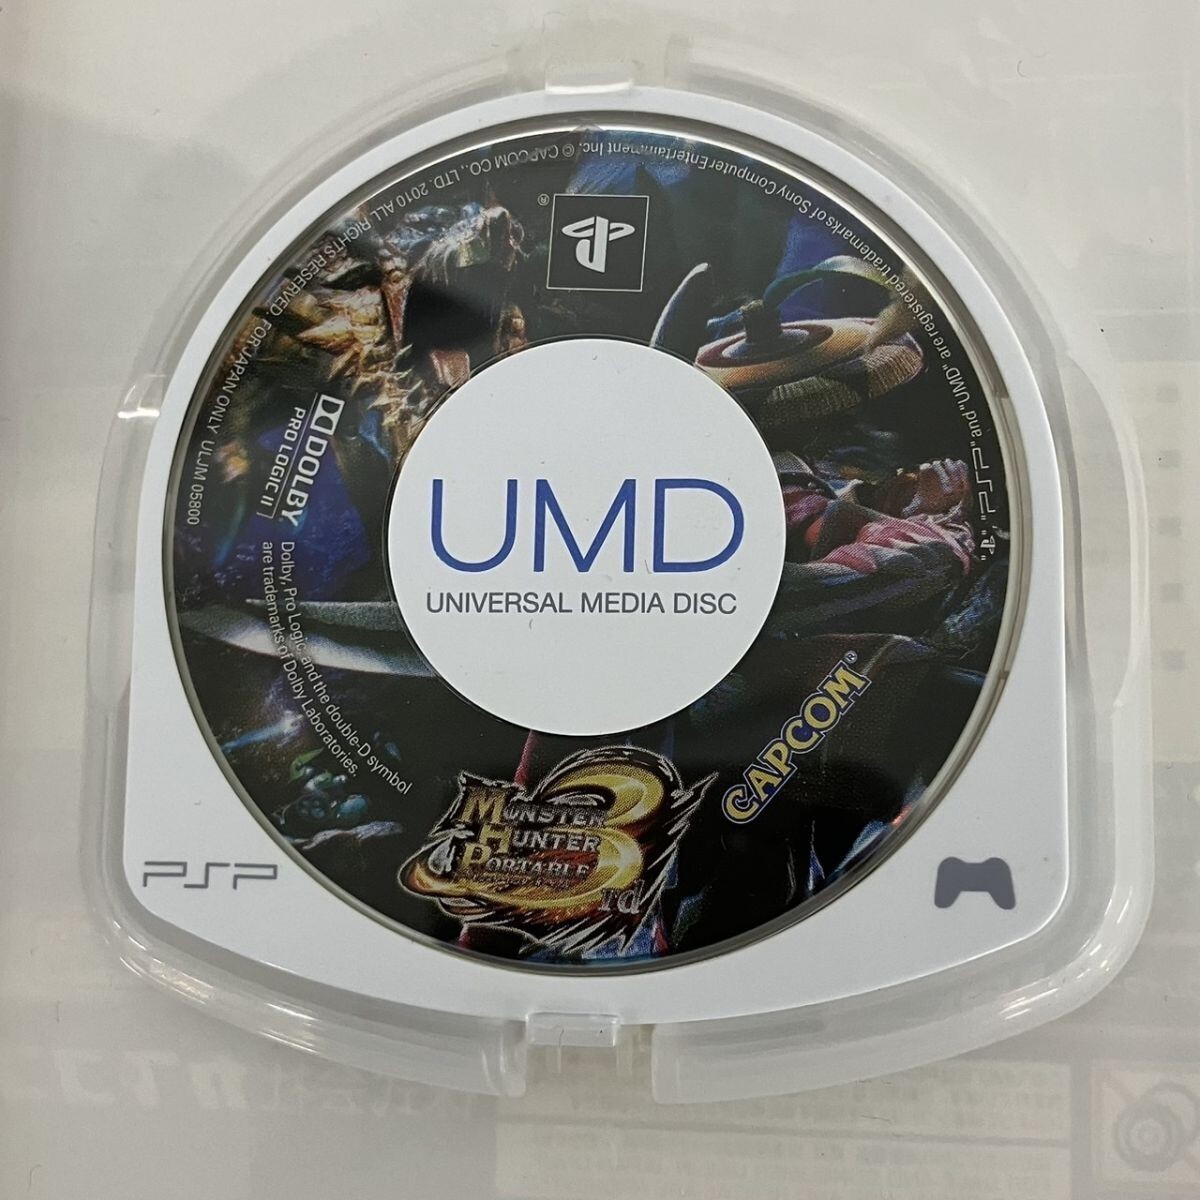 UMD
UNIVERSAL MEDIA DISC
© CAPCOM CO., LTD. 2010 ALL RIGHTS RESERVED. FOR JAPAN ONLY ULJM 05800
"PSP" and "UMD" are registered trademarks of Sony Computer Entertainment Inc.
®
DOLBY
PRO LOGIC II
Dolby, Pro Logic, and the double-D symbol
are trademarks of Dolby Laboratories.
CAPCOM®
MONSTER
HUNTER
PORTABLE
3rd
PSP